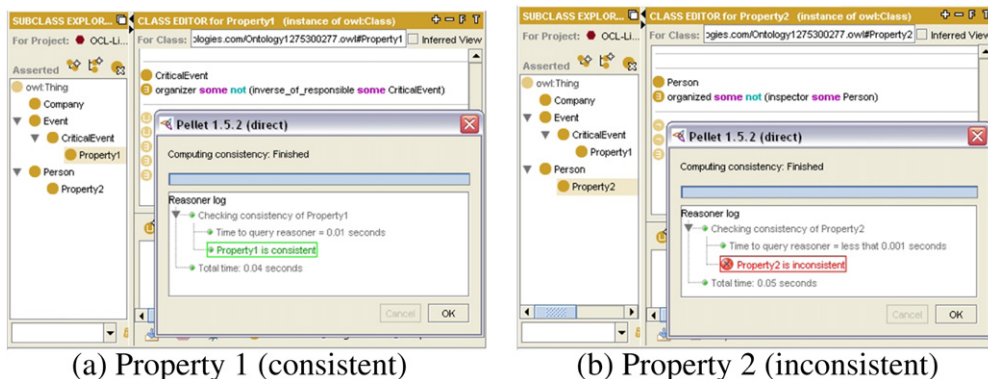 SUBCLASS EXPLOR...
CLASS EDITOR for Property1 (instance of owl:Class)
For Project: OCL-Li...
For Class: ologies.com/Ontology1275300277.owl#Property1
Inferred View
Asserted
owl:Thing
Company
Event
CriticalEvent
Property1
Person
Property2
CriticalEvent
organizer some not (inverse_of_responsible some CriticalEvent)
Pellet 1.5.2 (direct)
Computing consistency: Finished
Reasoner log
Checking consistency of Property1
Time to query reasoner = 0.01 seconds
Property1 is consistent
Total time: 0.04 seconds
Cancel
OK
(a) Property 1 (consistent)
SUBCLASS EXPLOR...
CLASS EDITOR for Property2 (instance of owl:Class)
For Project: OCL-Li...
For Class: ologies.com/Ontology1275300277.owl#Property2
Inferred View
Asserted
owl:Thing
Company
Event
CriticalEvent
Property1
Person
Property2
Person
organized some not (inspector some Person)
Pellet 1.5.2 (direct)
Computing consistency: Finished
Reasoner log
Checking consistency of Property2
Time to query reasoner = less that 0.001 seconds
Property2 is inconsistent
Total time: 0.05 seconds
Cancel
OK
(b) Property 2 (inconsistent)